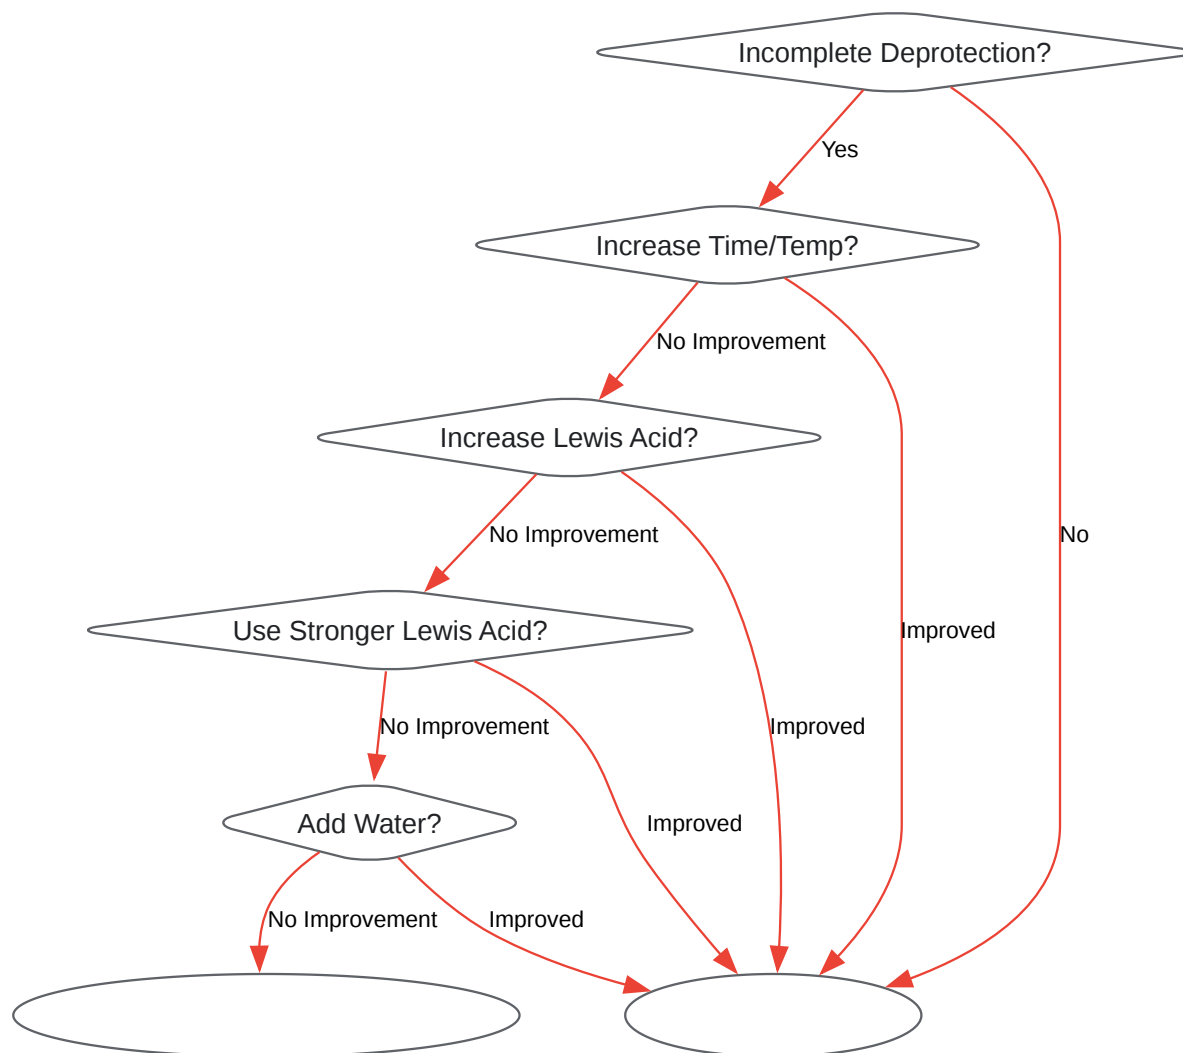 Incomplete Deprotection?
Yes
Increase Time/Temp?
No Improvement
Increase Lewis Acid?
No Improvement
No
Use Stronger Lewis Acid?
Improved
No Improvement
Improved
Add Water?
Improved
No Improvement
Improved